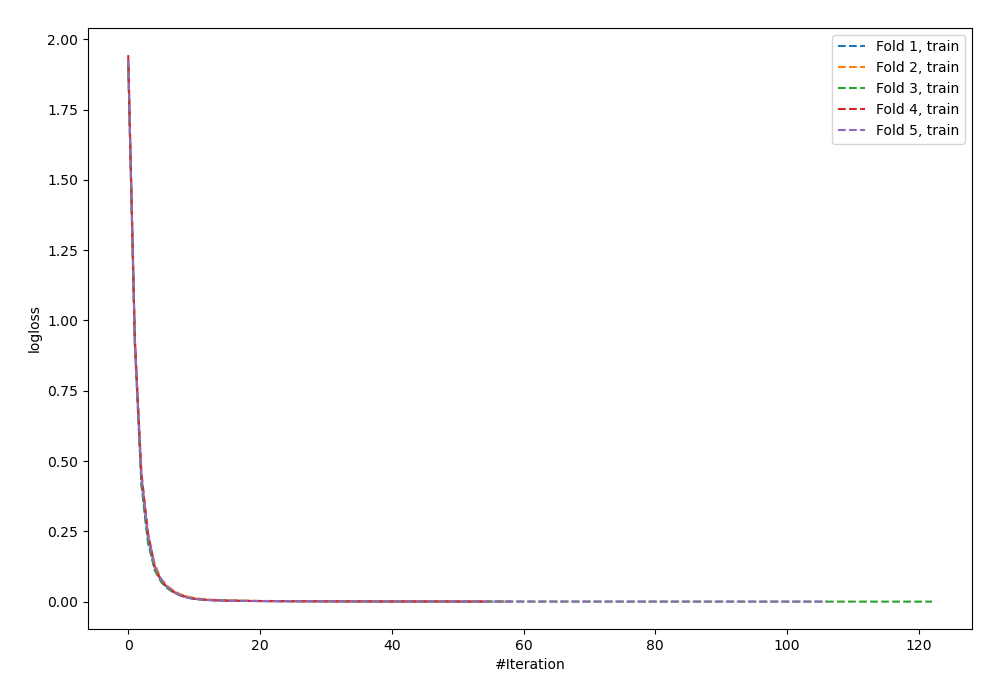 2.00
1.75
1.50
1.25
1.00
0.75
0.50
0.25
0.00
logloss
0
20
40
60
80
100
120
#Iteration
Fold 1, train
Fold 2, train
Fold 3, train
Fold 4, train
Fold 5, train